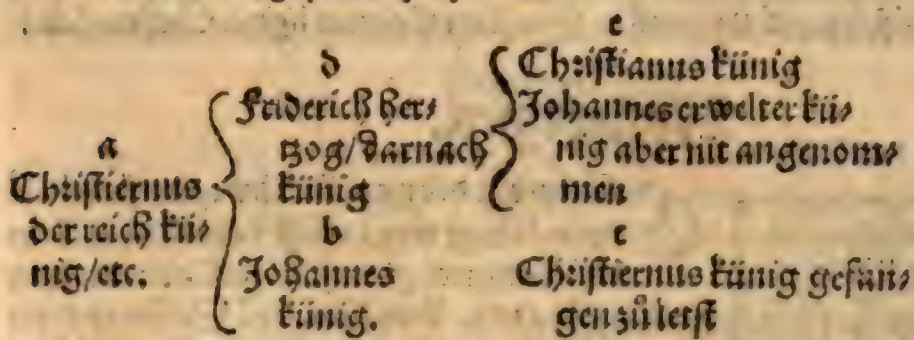 a
Christiernus
der reich kü⸗
nig/etc.
d
Friderich her⸗
tzog/darnach
künig
b
Johannes
künig.
e
Christianus künig
Johannes erwelter kü⸗
nig aber nit angenom⸗
men
c
Christiernus künig gefan⸗
gen zů letst